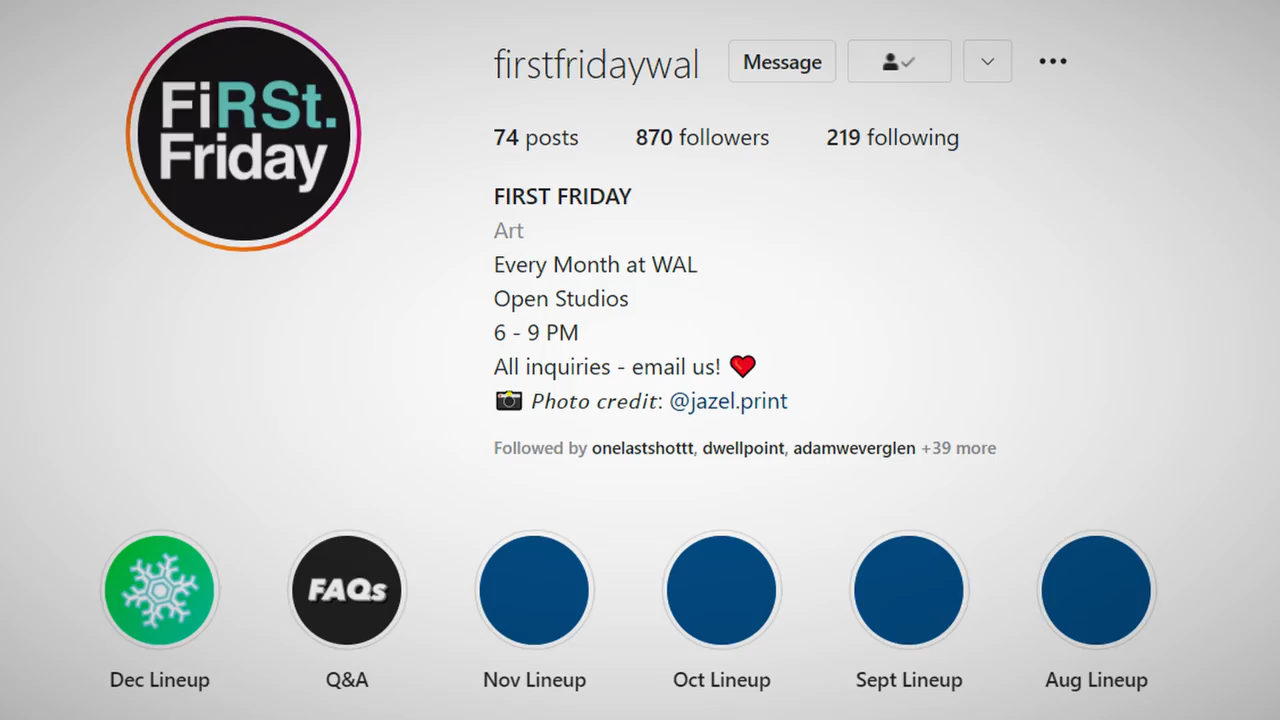 FiRSt.
Friday
firstfridaywal Message
74 posts 870 followers 219 following
FIRST FRIDAY
Art
Every Month at WAL
Open Studios
6 - 9 PM
All inquiries - email us! ❤️
📷 Photo credit: @jazel.print
Followed by onelastshottt, dwellpoint, adamweverglen +39 more
FAQs
Dec Lineup Q&A Nov Lineup Oct Lineup Sept Lineup Aug Lineup